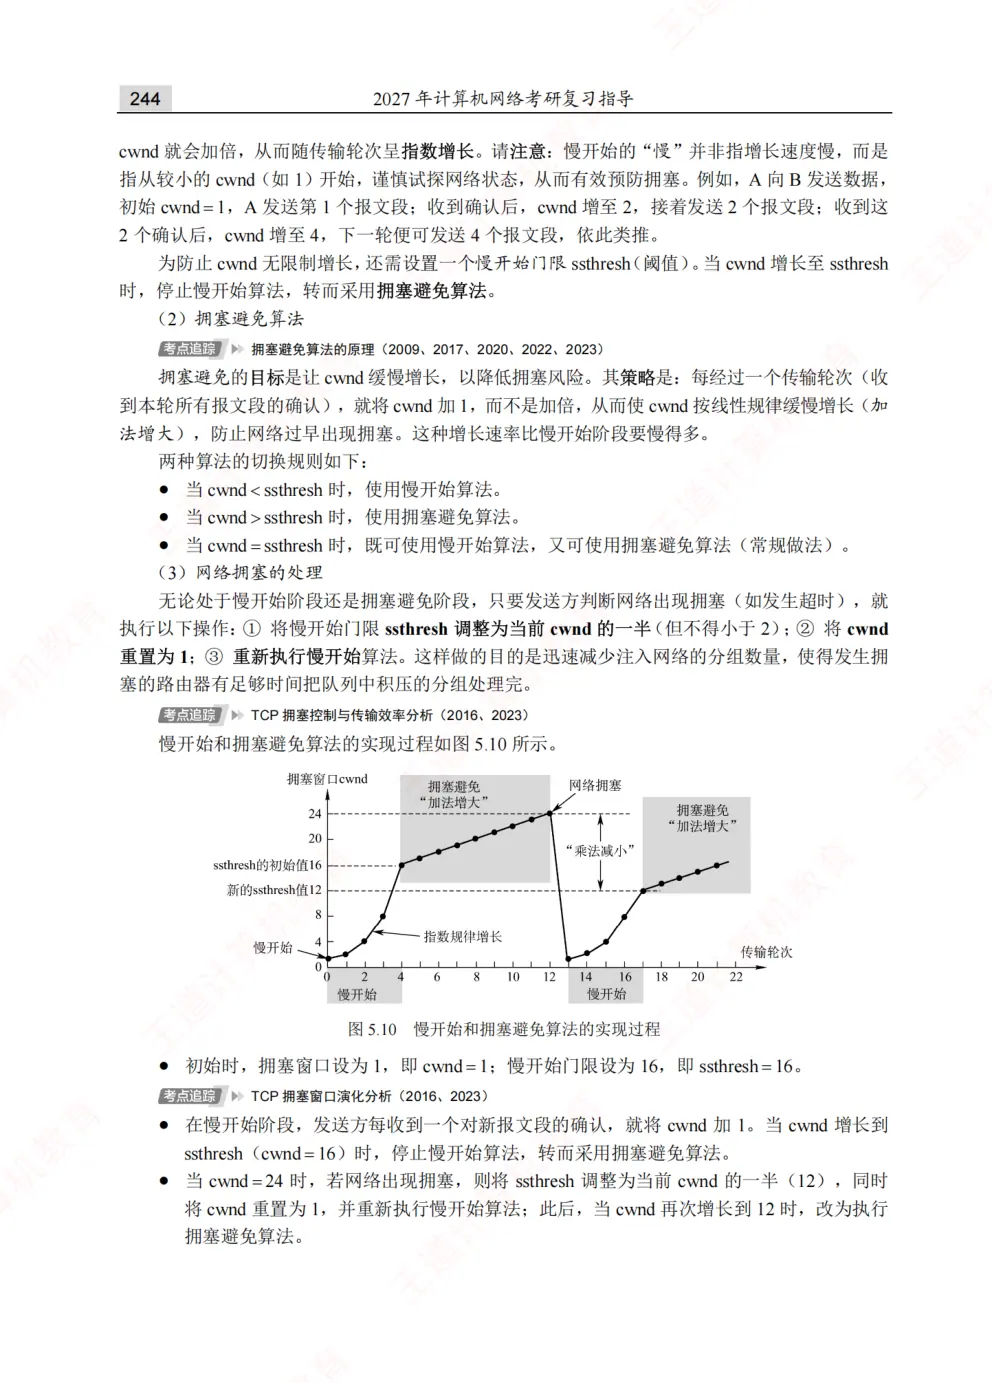 244
2027 年计算机网络考研复习指导
cwnd 就会加倍，从而随传输轮次呈指数增长。请注意：慢开始的“慢”并非指增长速度慢，而是
指从较小的 cwnd（如 1）开始，谨慎试探网络状态，从而有效预防拥塞。例如，A 向 B 发送数据，
初始 cwnd = 1，A 发送第 1 个报文段；收到确认后，cwnd 增至 2，接着发送 2 个报文段；收到这
2 个确认后，cwnd 增至 4，下一轮便可发送 4 个报文段，依此类推。
为防止 cwnd 无限制增长，还需设置一个慢开始门限 ssthresh（阈值）。当 cwnd 增长至 ssthresh
时，停止慢开始算法，转而采用拥塞避免算法。
（2）拥塞避免算法
考点追踪 拥塞避免算法的原理（2009、2017、2020、2022、2023）
拥塞避免的目标是让 cwnd 缓慢增长，以降低拥塞风险。其策略是：每经过一个传输轮次（收
到本轮所有报文段的确认），就将 cwnd 加 1，而不是加倍，从而使 cwnd 按线性规律缓慢增长（加
法增大），防止网络过早出现拥塞。这种增长速率比慢开始阶段要慢得多。
两种算法的切换规则如下：
● 当 cwnd < ssthresh 时，使用慢开始算法。
● 当 cwnd > ssthresh 时，使用拥塞避免算法。
● 当 cwnd = ssthresh 时，既可使用慢开始算法，又可使用拥塞避免算法（常规做法）。
（3）网络拥塞的处理
无论处于慢开始阶段还是拥塞避免阶段，只要发送方判断网络出现拥塞（如发生超时），就
执行以下操作：① 将慢开始门限 ssthresh 调整为当前 cwnd 的一半（但不得小于 2）；② 将 cwnd
重置为 1；③ 重新执行慢开始算法。这样做的目的是迅速减少注入网络的分组数量，使得发生拥
塞的路由器有足够时间把队列中积压的分组处理完。
考点追踪 TCP 拥塞控制与传输效率分析（2016、2023）
慢开始和拥塞避免算法的实现过程如图 5.10 所示。
拥塞窗口cwnd
拥塞避免
“加法增大”
网络拥塞
拥塞避免
“加法增大”
24
20
“乘法减小”
ssthresh的初始值16
新的ssthresh值12
8
指数规律增长
4
慢开始
传输轮次
0
0 2 4 6 8 10 12 14 16 18 20 22
慢开始 慢开始
图 5.10 慢开始和拥塞避免算法的实现过程
● 初始时，拥塞窗口设为 1，即 cwnd = 1；慢开始门限设为 16，即 ssthresh = 16。
考点追踪 TCP 拥塞窗口演化分析（2016、2023）
● 在慢开始阶段，发送方每收到一个对新报文段的确认，就将 cwnd 加 1。当 cwnd 增长到
ssthresh（cwnd = 16）时，停止慢开始算法，转而采用拥塞避免算法。
● 当 cwnd = 24 时，若网络出现拥塞，则将 ssthresh 调整为当前 cwnd 的一半（12），同时
将 cwnd 重置为 1，并重新执行慢开始算法；此后，当 cwnd 再次增长到 12 时，改为执行
拥塞避免算法。